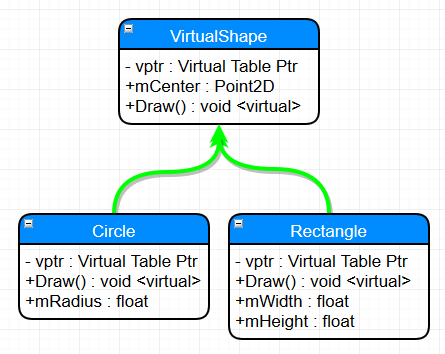 VirtualShape
- vptr : Virtual Table Ptr
+mCenter : Point2D
+Draw() : void <virtual>
Circle
- vptr : Virtual Table Ptr
+Draw() : void <virtual>
+mRadius : float
Rectangle
- vptr : Virtual Table Ptr
+Draw() : void <virtual>
+mWidth : float
+mHeight : float